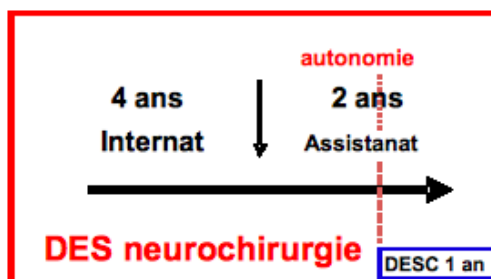 autonomie
4 ans
2 ans
Internat
Assistanat
DES neurochirurgie
DESC 1 an